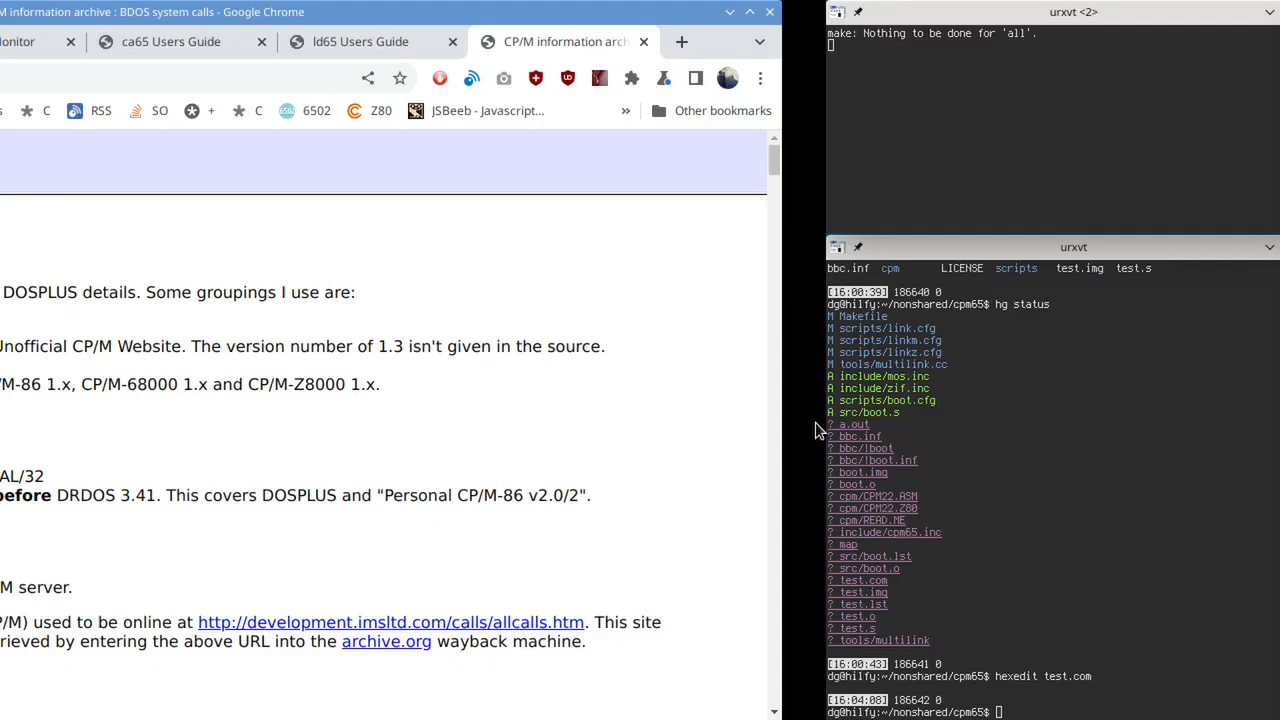 M information archive : BDOS system calls - Google Chrome
onitor
ca65 Users Guide
ld65 Users Guide
CP/M information arch
s
C
RSS
SO
+
C
6502
Z80
JSBeeb - Javascript...
»
Other bookmarks
DOSPLUS details. Some groupings I use are:
Unofficial CP/M Website. The version number of 1.3 isn't given in the source.
/M-86 1.x, CP/M-68000 1.x and CP/M-Z8000 1.x.
AL/32
before DRDOS 3.41. This covers DOSPLUS and "Personal CP/M-86 v2.0/2".
M server.
P/M) used to be online at http://development.imsltd.com/calls/allcalls.htm. This site
rieved by entering the above URL into the archive.org wayback machine.
urxvt <2>
make: Nothing to be done for 'all'.
urxvt
bbc.inf cpm LICENSE scripts test.img test.s
[16:00:39] 186640 0
dg@hilfy:~/nonshared/cpm65$ hg status
M Makefile
M scripts/link.cfg
M scripts/linkm.cfg
M scripts/linkz.cfg
M tools/multilink.cc
A include/mos.inc
A include/zif.inc
A scripts/boot.cfg
A src/boot.s
? a.out
? bbc.inf
? bbc/!boot
? bbc/!boot.inf
? boot.img
? boot.o
? cpm/CPM22.ASM
? cpm/CPM22.Z80
? cpm/READ.ME
? include/cpm65.inc
? map
? src/boot.lst
? src/boot.o
? test.com
? test.img
? test.lst
? test.o
? test.s
? tools/multilink
[16:00:43] 186641 0
dg@hilfy:~/nonshared/cpm65$ hexedit test.com
[16:04:08] 186642 0
dg@hilfy:~/nonshared/cpm65$